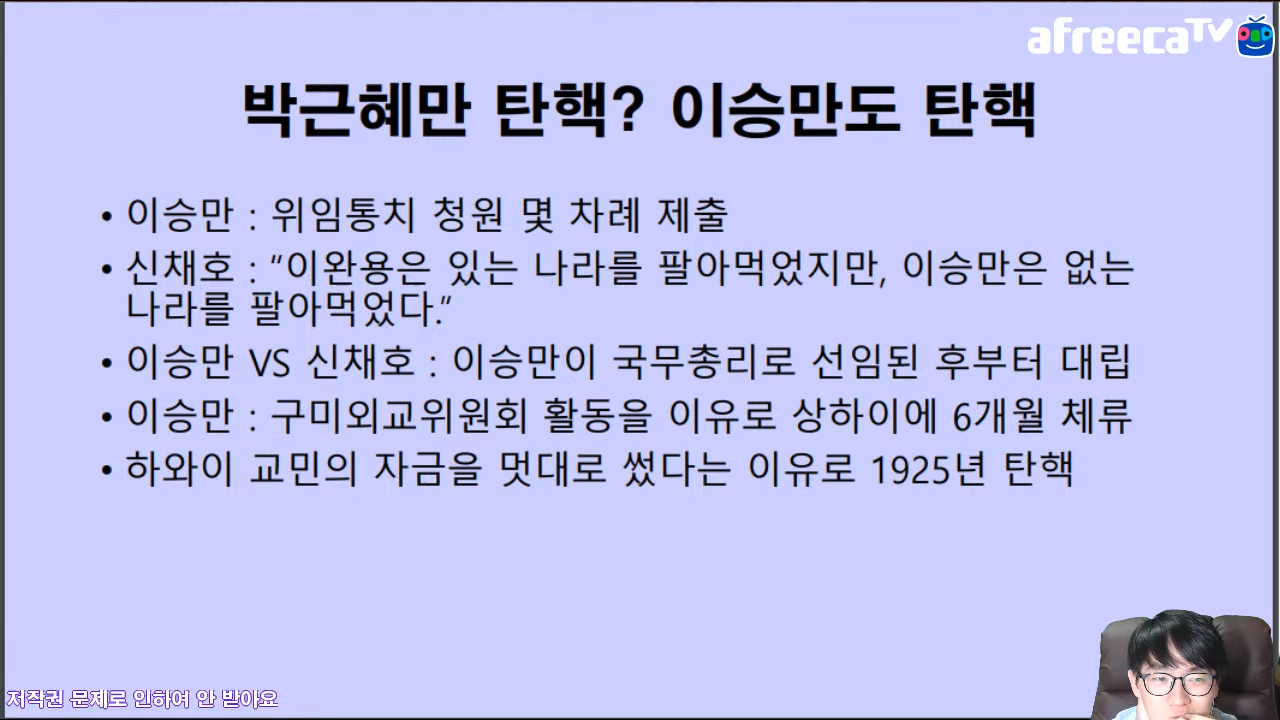 afreecaTV
박근혜만 탄핵? 이승만도 탄핵
• 이승만 : 위임통치 청원 몇 차례 제출
• 신채호 : “이완용은 있는 나라를 팔아먹었지만, 이승만은 없는
나라를 팔아먹었다.”
• 이승만 VS 신채호 : 이승만이 국무총리로 선임된 후부터 대립
• 이승만 : 구미외교위원회 활동을 이유로 상하이에 6개월 체류
• 하와이 교민의 자금을 멋대로 썼다는 이유로 1925년 탄핵
저작권 문제로 인하여 안 받아요